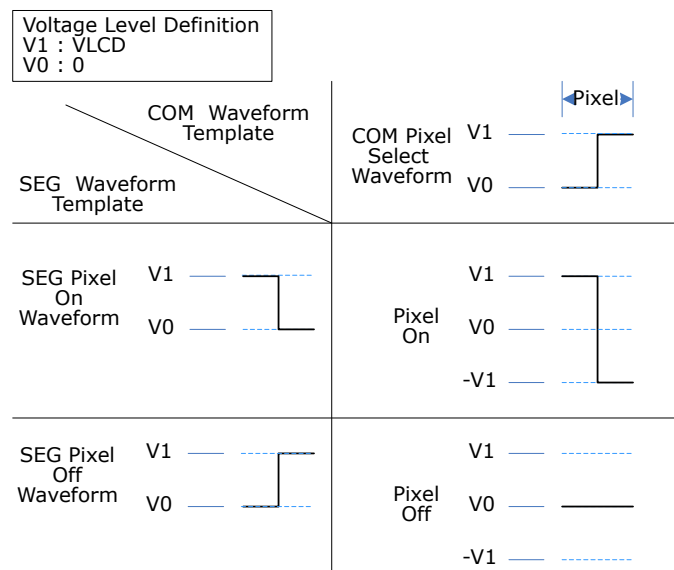 Voltage Level Definition
V1 : VLCD
V0 : 0
COM Waveform
Template
SEG Waveform
Template
Pixel
COM Pixel
Select
Waveform
V1
V0
SEG Pixel
On
Waveform
V1
V0
Pixel
On
V1
V0
-V1
SEG Pixel
Off
Waveform
V1
V0
Pixel
Off
V1
V0
-V1